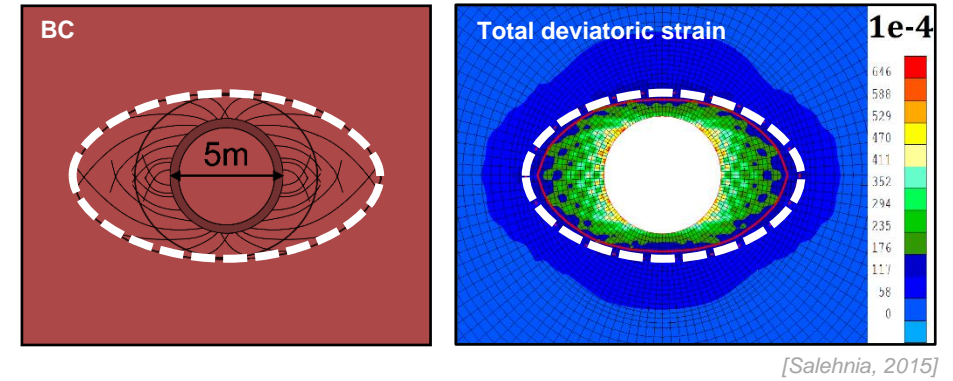 BC
5m
Total deviatoric strain
1e-4
646
588
529
470
411
352
294
235
176
117
58
0
[Salehnia, 2015]